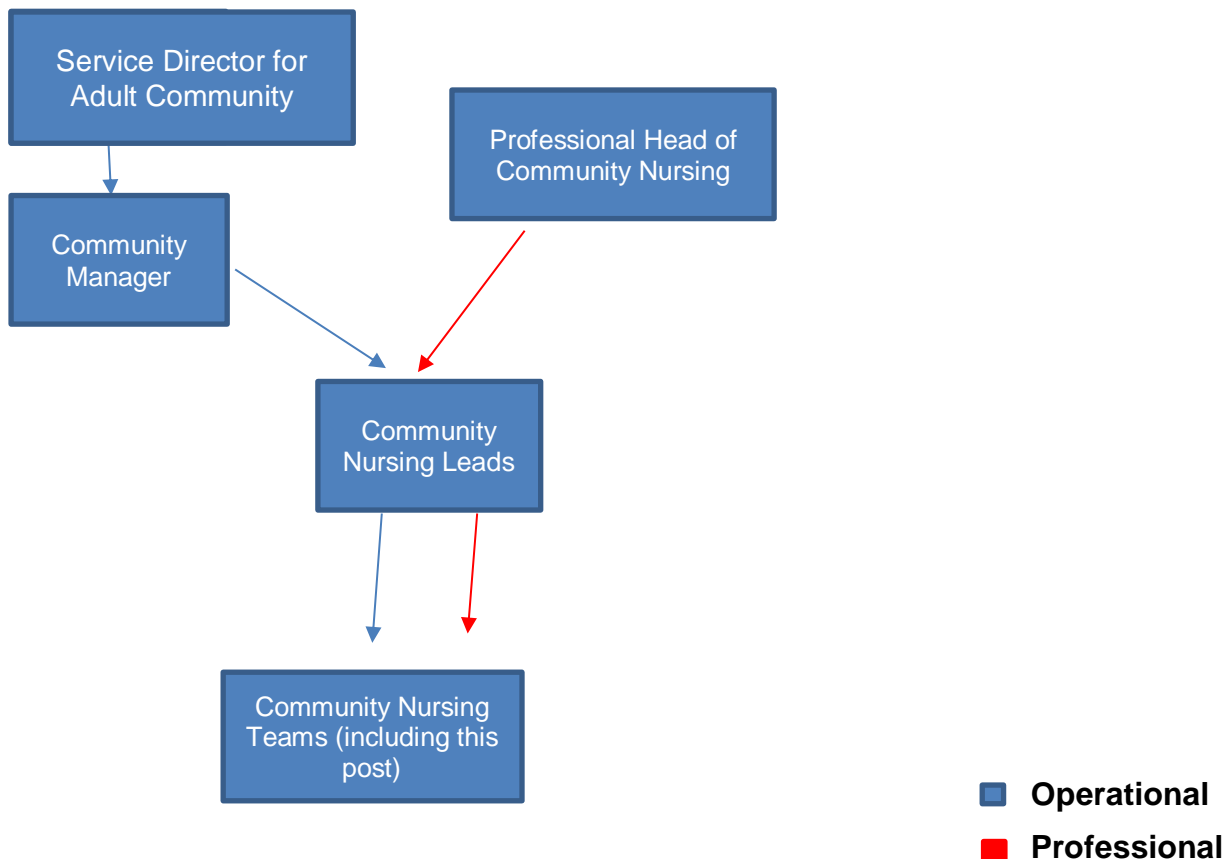 Service Director for
Adult Community
Professional Head of
Community Nursing
Community
Manager
Community
Nursing Leads
Community Nursing
Teams (including this
post)
Operational
Professional